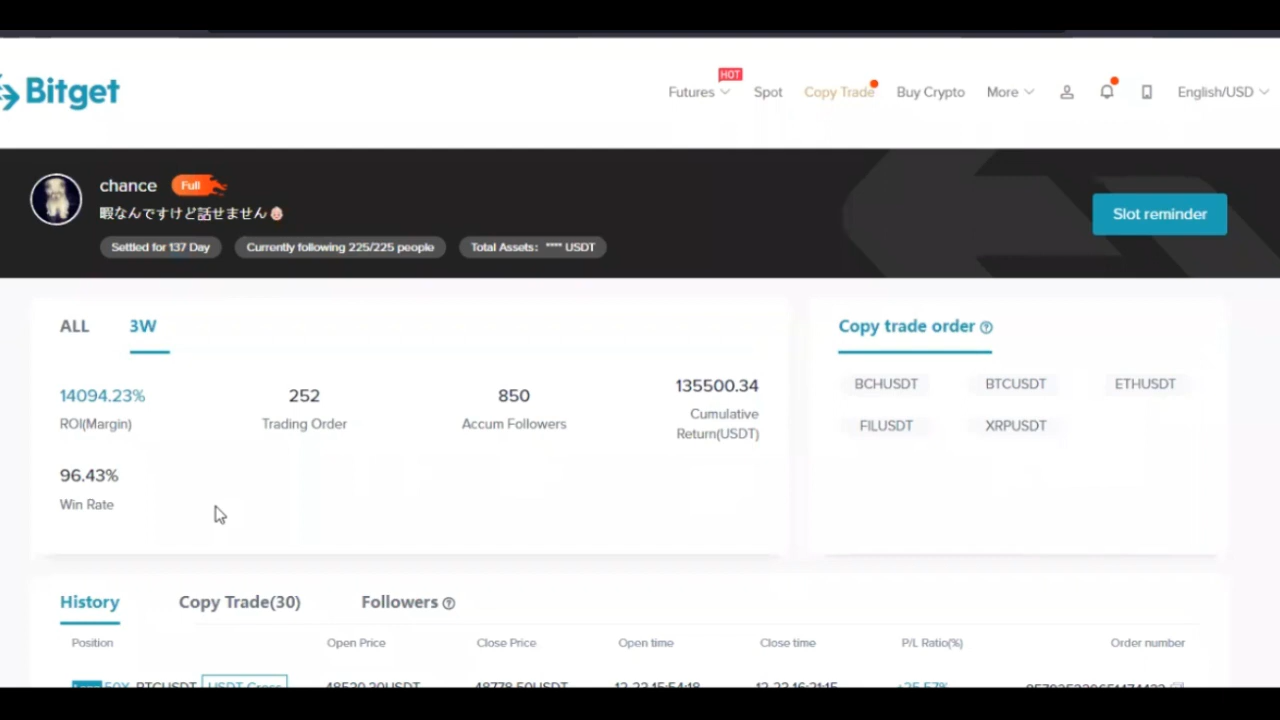 Bitget
HOT
Futures Spot Copy Trade Buy Crypto More English/USD
chance Full
暇なんですけど話せません👶🏻
Settled for 137 Day Currently following 225/225 people Total Assets: **** USDT
Slot reminder
ALL 3W
14094.23% 252 850 135500.34
ROI(Margin) Trading Order Accum Followers Cumulative
Return(USDT)
96.43%
Win Rate
Copy trade order
BCHUSDT BTCUSDT ETHUSDT
FILUSDT XRPUSDT
History Copy Trade(30) Followers
Position Open Price Close Price Open time Close time P/L Ratio(%) Order number
50X BTCUSDT USDT Cross